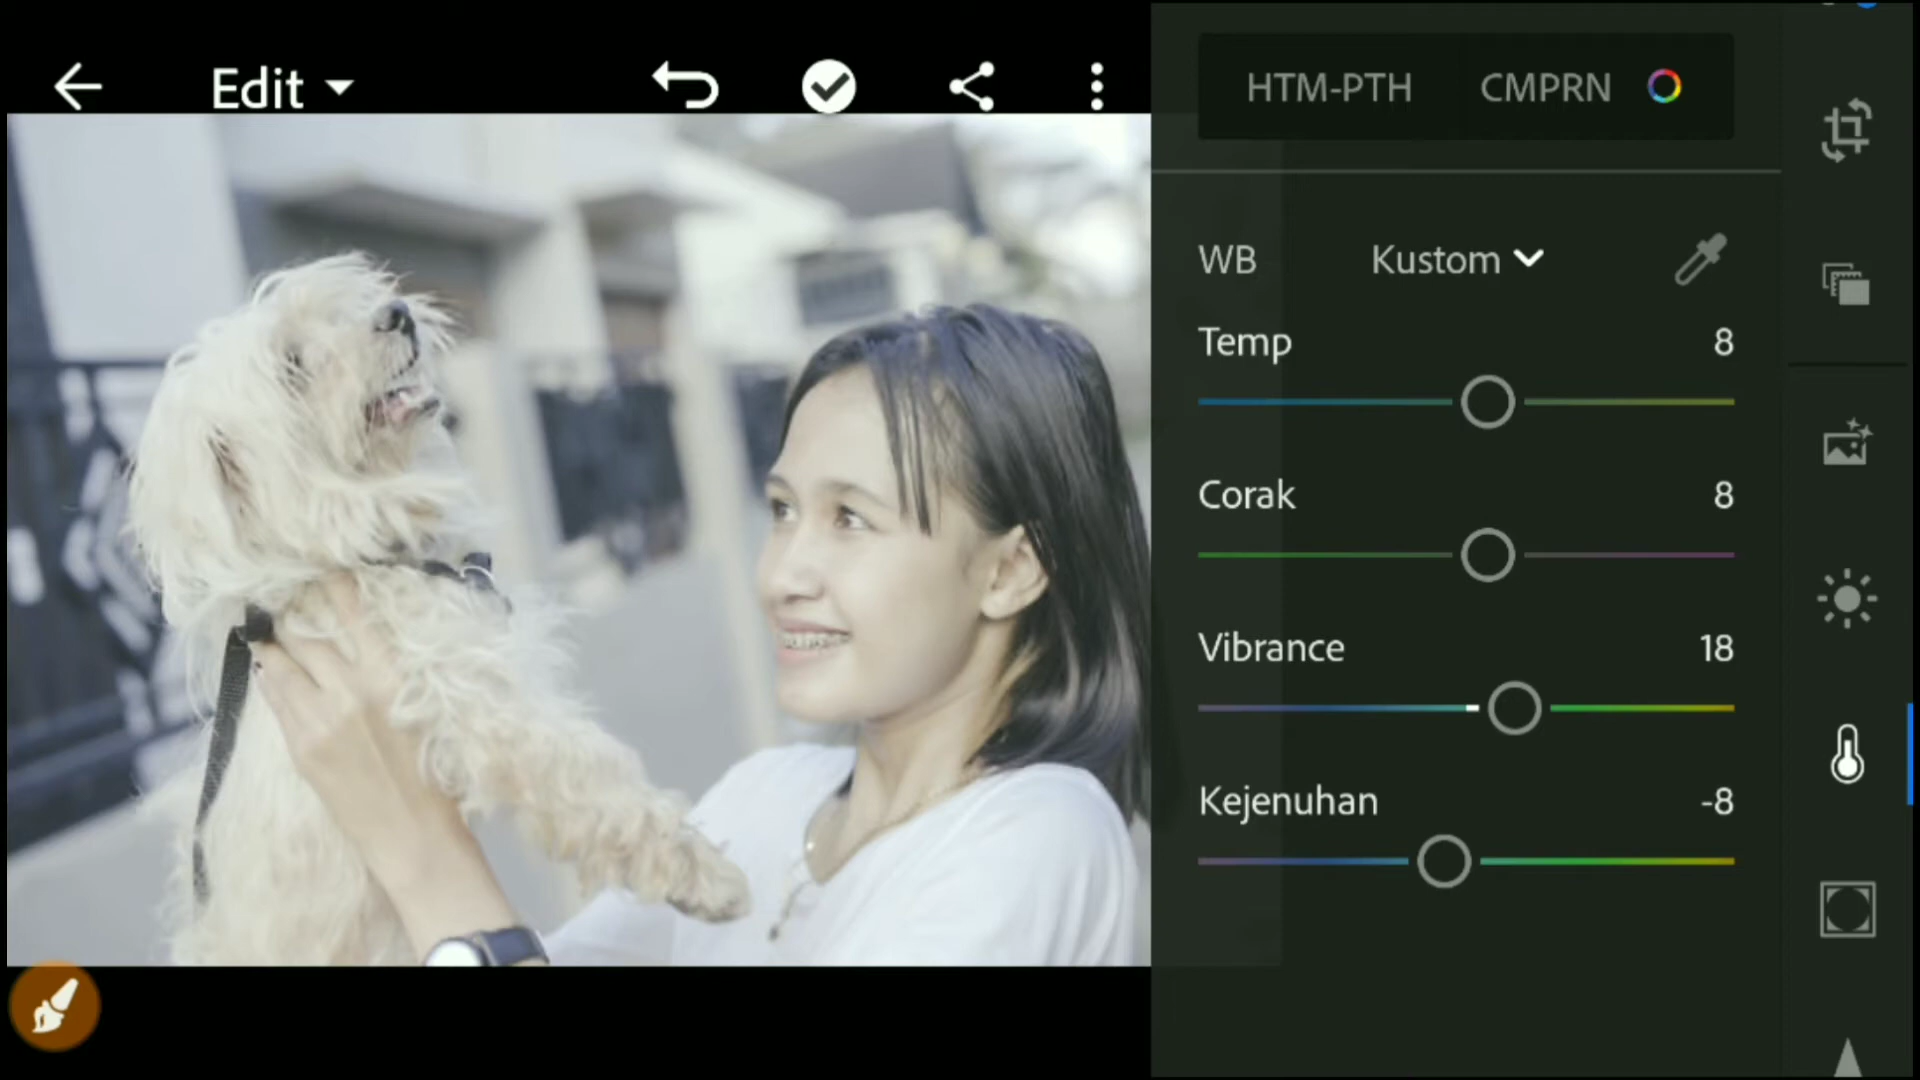 Edit
HTM-PTH CMPRN
WB Kustom
Temp 8
Corak 8
Vibrance 18
Kejenuhan -8